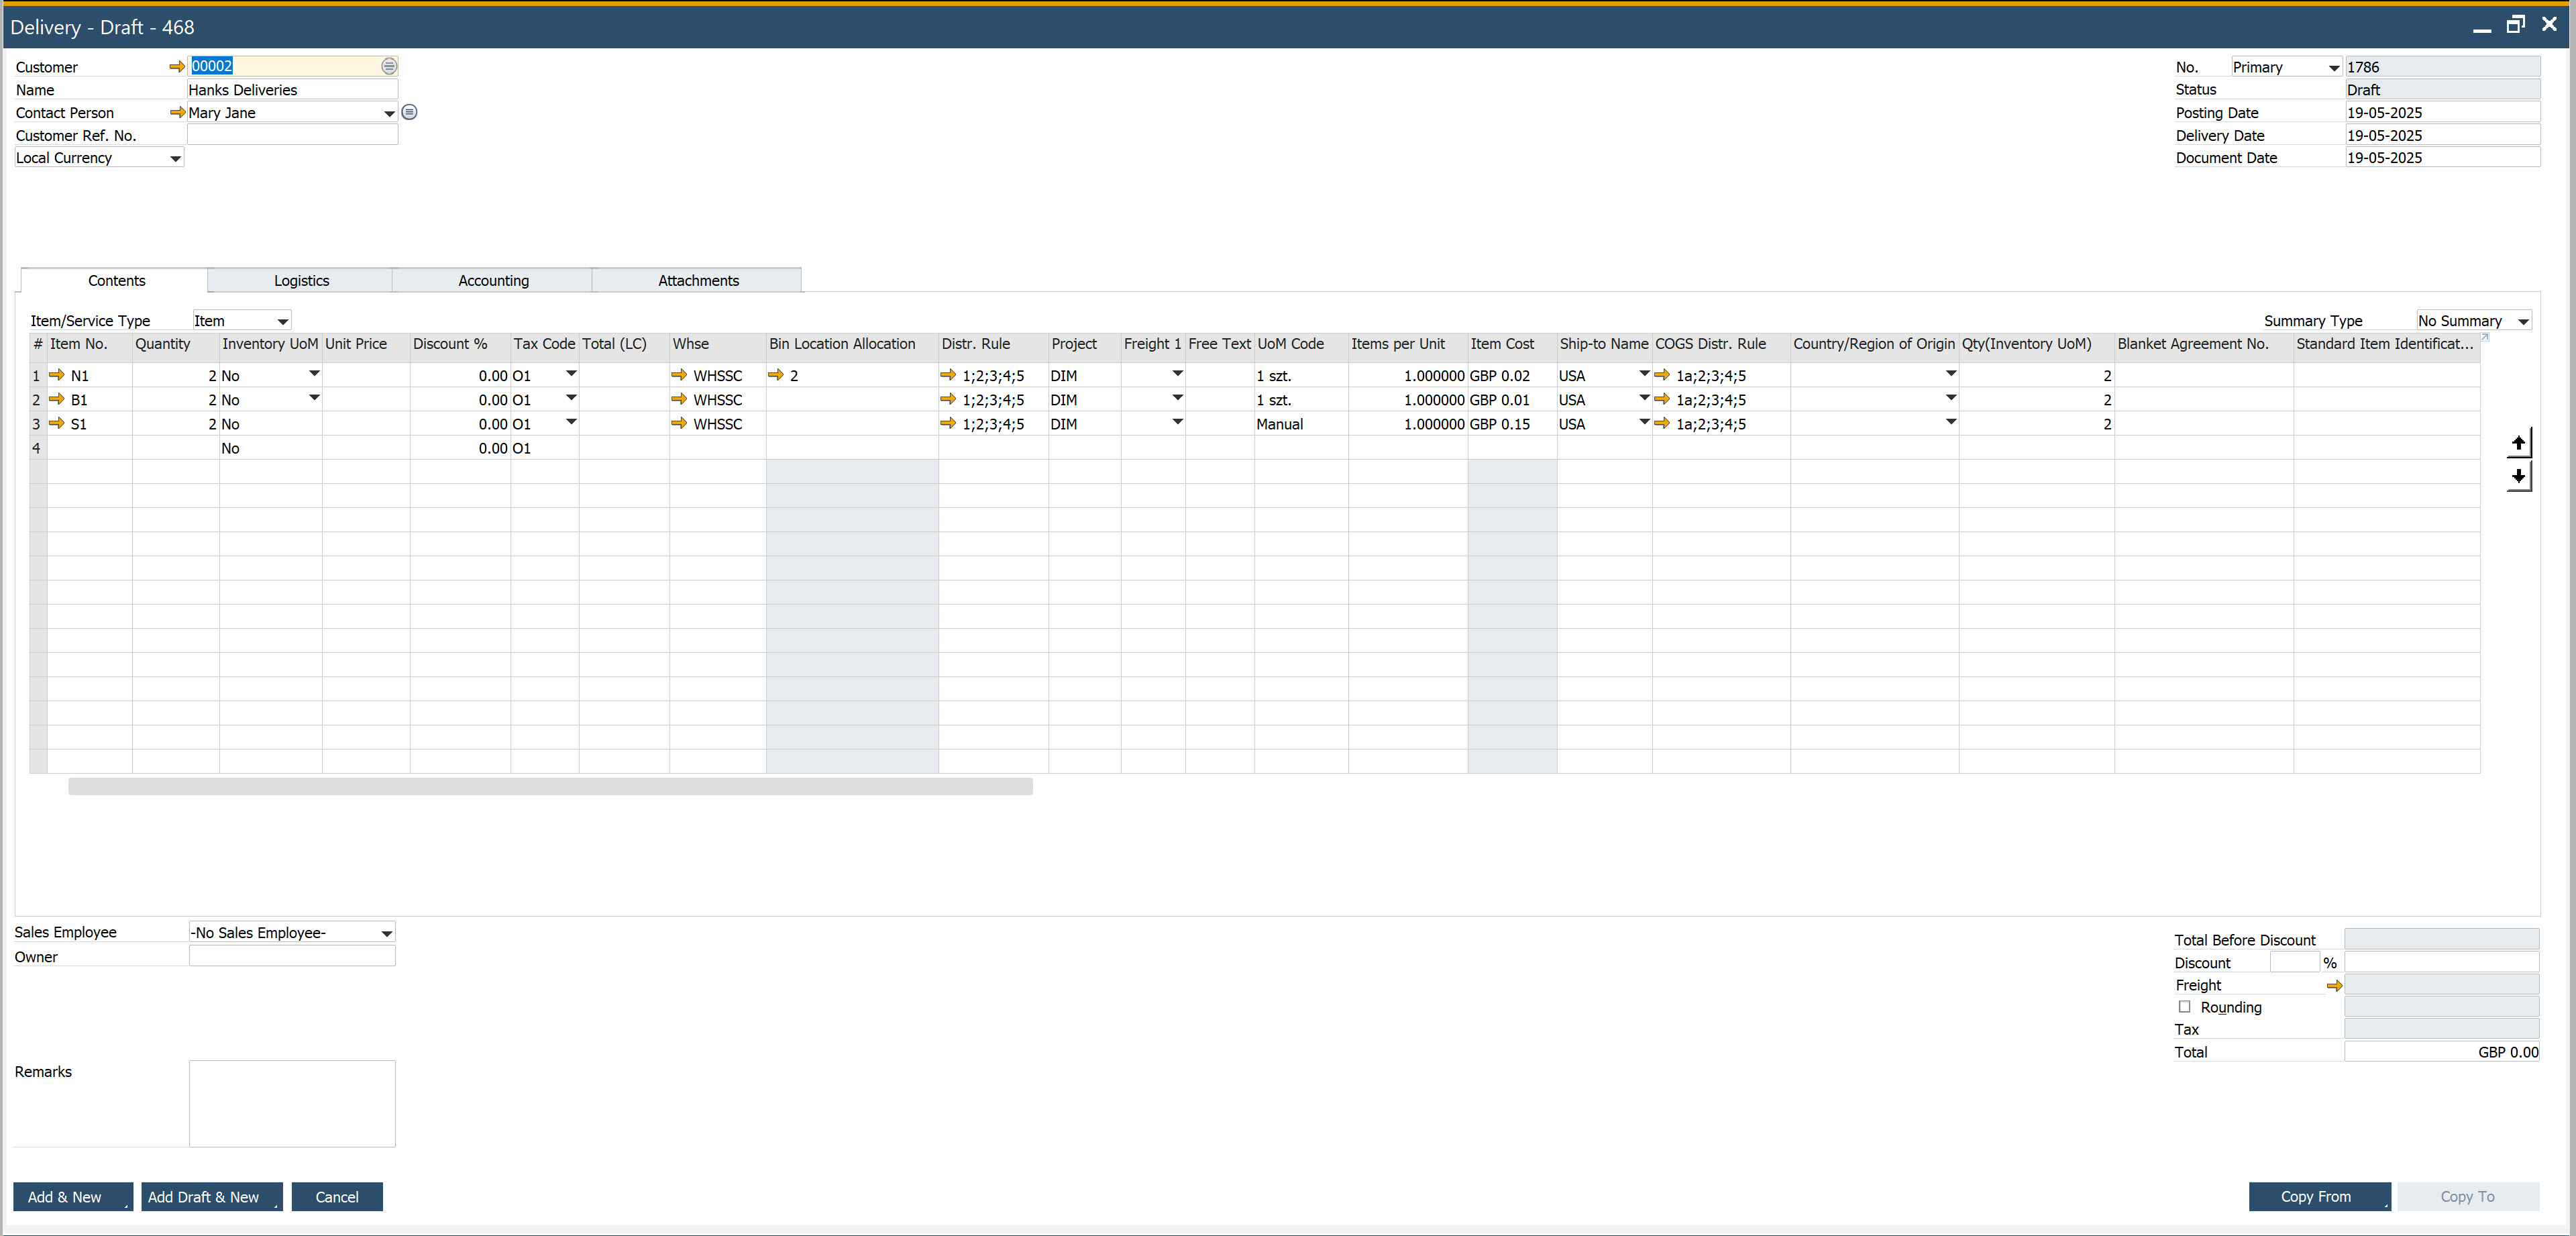 Delivery - Draft - 468
Customer 00002
Name Hanks Deliveries
Contact Person Mary Jane
Customer Ref. No.
Local Currency
No. Primary 1786
Status Draft
Posting Date 19-05-2025
Delivery Date 19-05-2025
Document Date 19-05-2025
Contents Logistics Accounting Attachments
Item/Service Type Item Summary Type No Summary
# Item No. Quantity Inventory UoM Unit Price Discount % Tax Code Total (LC) Whse Bin Location Allocation Distr. Rule Project Freight 1 Free Text UoM Code Items per Unit Item Cost Ship-to Name COGS Distr. Rule Country/Region of Origin Qty(Inventory UoM) Blanket Agreement No. Standard Item Identificat...
1 N1 2 No 0.00 O1 WHSSC 2 1;2;3;4;5 DIM 1 szt. 1.000000 GBP 0.02 USA 1a;2;3;4;5 2
2 B1 2 No 0.00 O1 WHSSC 1;2;3;4;5 DIM 1 szt. 1.000000 GBP 0.01 USA 1a;2;3;4;5 2
3 S1 2 No 0.00 O1 WHSSC 1;2;3;4;5 DIM Manual 1.000000 GBP 0.15 USA 1a;2;3;4;5 2
4 No 0.00 O1
Sales Employee -No Sales Employee-
Owner
Remarks
Total Before Discount
Discount %
Freight
Rounding
Tax
Total GBP 0.00
Add & New Add Draft & New Cancel Copy From Copy To